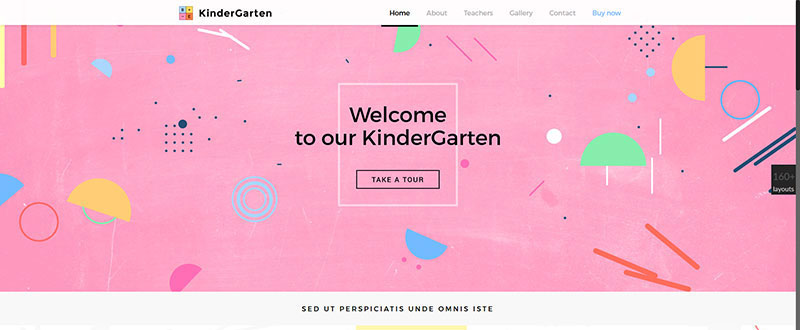 KinderGarten
Home About Teachers Gallery Contact Buy now
Welcome
to our KinderGarten
TAKE A TOUR
160+
layouts
SED UT PERSPICIATIS UNDE OMNIS ISTE